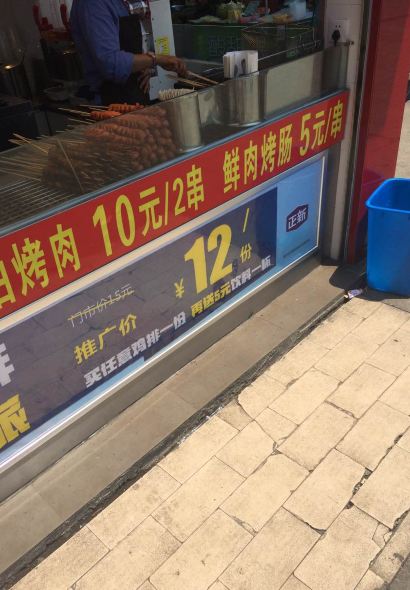 烤肉 10元/2串 鲜肉烤肠 5元/串
门市价15元
推广价 ¥12/份
买任意鸡排一份 再送5元饮料一瓶
正新